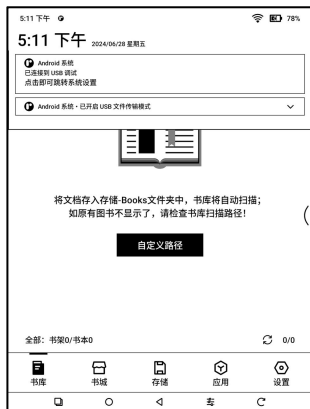 5:11 下午
78%
5:11 下午 2024/06/28 星期五
Android 系统
已连接到 USB 调试
点击即可跳转系统设置
Android 系统 · 已开启 USB 文件传输模式
将文档存入存储-Books文件夹中，书库将自动扫描；
如原有图书不显示了，请检查书库扫描路径！
自定义路径
全部：书架0/书本0
0/0
书库
书城
存储
应用
设置